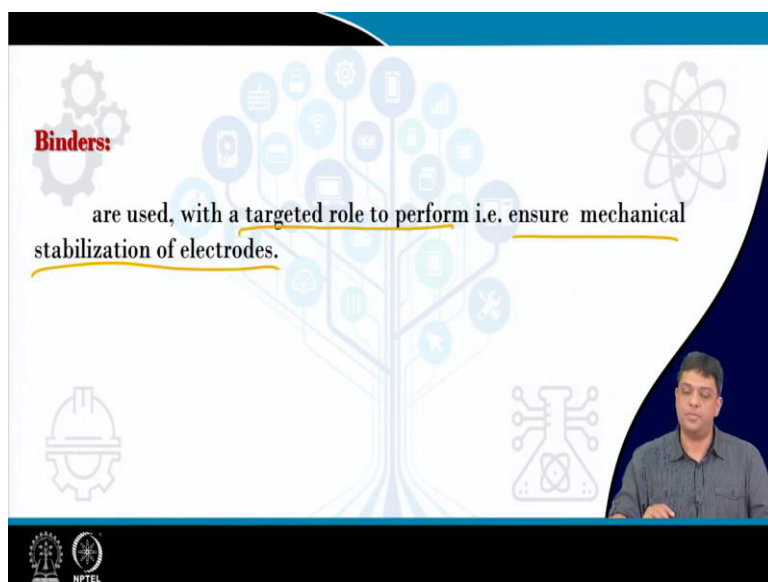 Binders:
are used, with a targeted role to perform i.e. ensure mechanical
stabilization of electrodes.
NPTEL